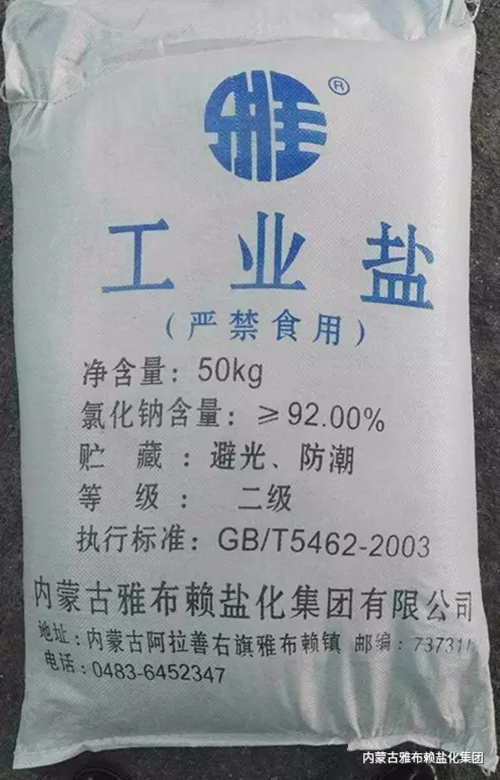 ®
工业盐
(严禁食用)
净含量：50kg
氯化钠含量：≥92.00%
贮藏：避光、防潮
等级：二级
执行标准：GB/T5462-2003
内蒙古雅布赖盐化集团有限公司
地址：内蒙古阿拉善右旗雅布赖镇 邮编：737311
电话：0483-6452347
内蒙古雅布赖盐化集团